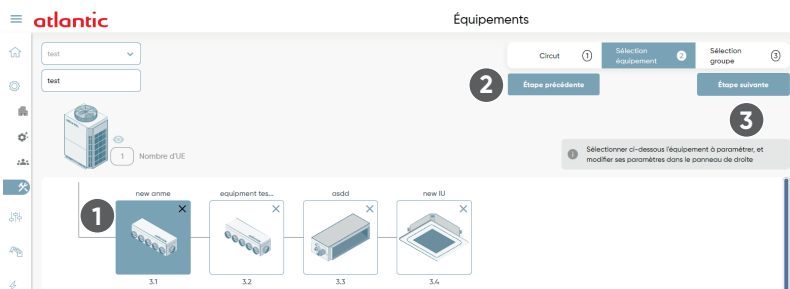 atlantic
Équipements
test
test
Circut 1
Sélection
équipement
2
Sélection
groupe
3
2
Étape précédente
Étape suivante
3
1 Nombre d'UE
Sélectionner ci-dessous l'équipement à paramétrer, et
modifier ses paramètres dans le panneau de droite
new anme
equipment tes...
asdd
new IU
1
3.1
3.2
3.3
3.4